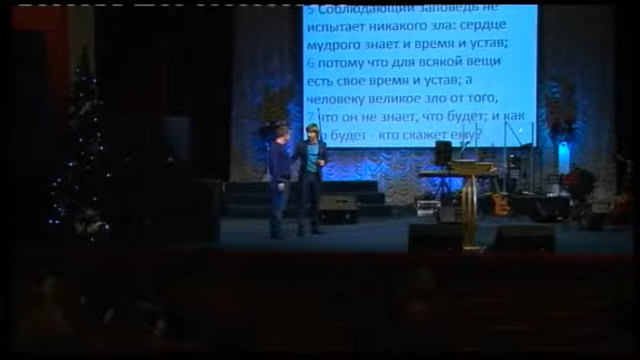 5 Соблюдающий заповедь не
испытает никакого зла: сердце
мудрого знает и время и устав;
6 потому что для всякой вещи
есть свое время и устав; а
человеку великое зло от того,
7 что он не знает, что будет; и как
это будет - кто скажет ему?